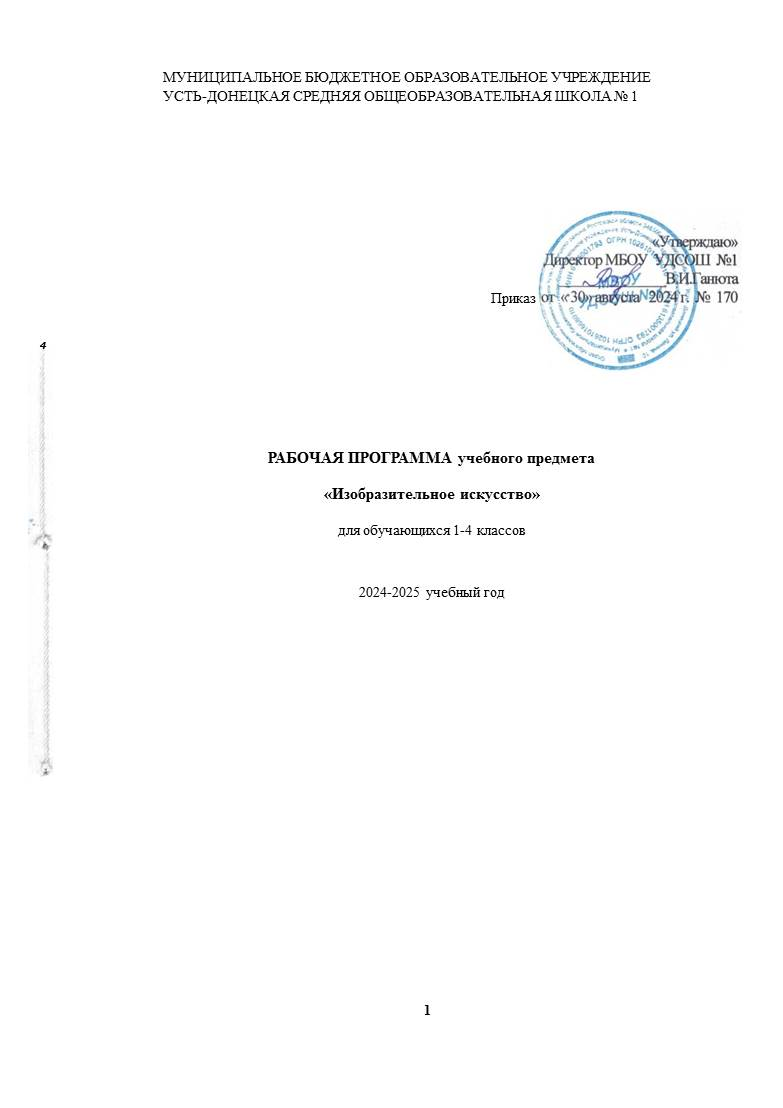 МУНИЦИПАЛЬНОЕ БЮДЖЕТНОЕ ОБРАЗОВАТЕЛЬНОЕ УЧРЕЖДЕНИЕ
УСТЬ-ДОНЕЦКАЯ СРЕДНЯЯ ОБЩЕОБРАЗОВАТЕЛЬНАЯ ШКОЛА № 1
«Утверждаю»
Директор МБОУ УДСОШ №1
В.И.Ганюта
Приказ от «30» августа 2024 г. № 170
4
РАБОЧАЯ ПРОГРАММА учебного предмета
«Изобразительное искусство»
для обучающихся 1-4 классов
2024-2025 учебный год
1